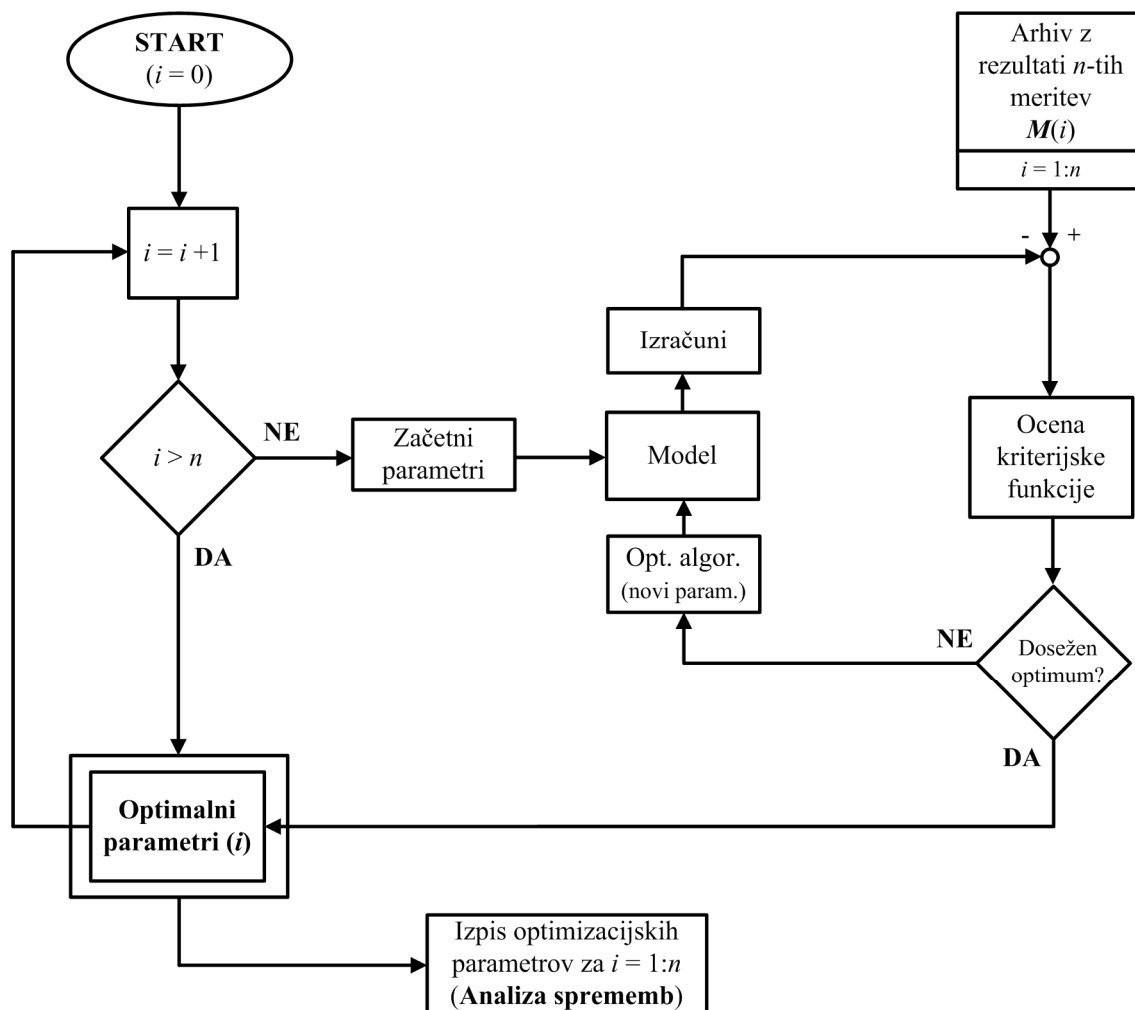 START
(i = 0)
Arhiv z
rezultati n-tih
meritev
M(i)
i = 1:n
i = i +1
- +
Izračuni
i > n
NE
Začetni
parametri
Model
Ocena
kriterijske
funkcije
DA
Opt. algor.
(novi param.)
NE
Dosežen
optimum?
DA
Optimalni
parametri (i)
Izpis optimizacijskih
parametrov za i = 1:n
(Analiza sprememb)